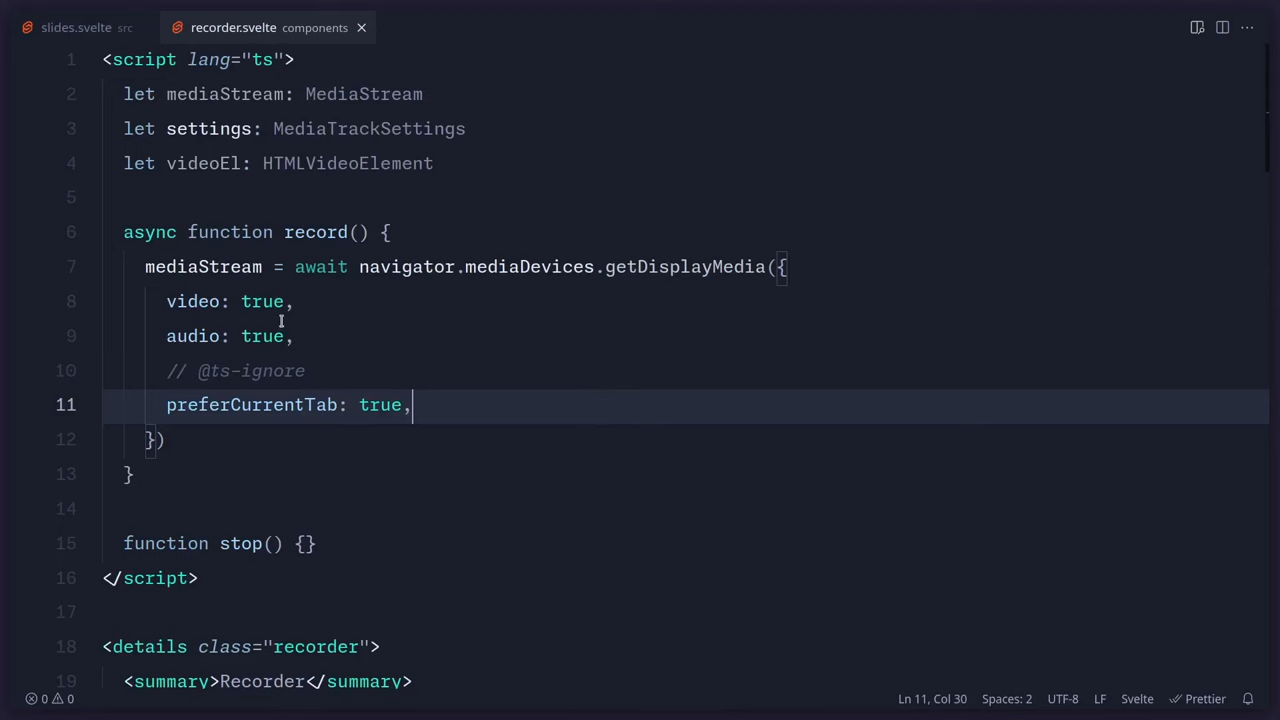 slides.svelte src recorder.svelte components
1 <script lang="ts">
2 let mediaStream: MediaStream
3 let settings: MediaTrackSettings
4 let videoEl: HTMLVideoElement
5
6 async function record() {
7 mediaStream = await navigator.mediaDevices.getDisplayMedia({
8 video: true,
9 audio: true,
10 // @ts-ignore
11 preferCurrentTab: true,
12 })
13 }
14
15 function stop() {}
16 </script>
17
18 <details class="recorder">
19 <summary>Recorder</summary>
0 0 Ln 11, Col 30 Spaces: 2 UTF-8 LF Svelte Prettier